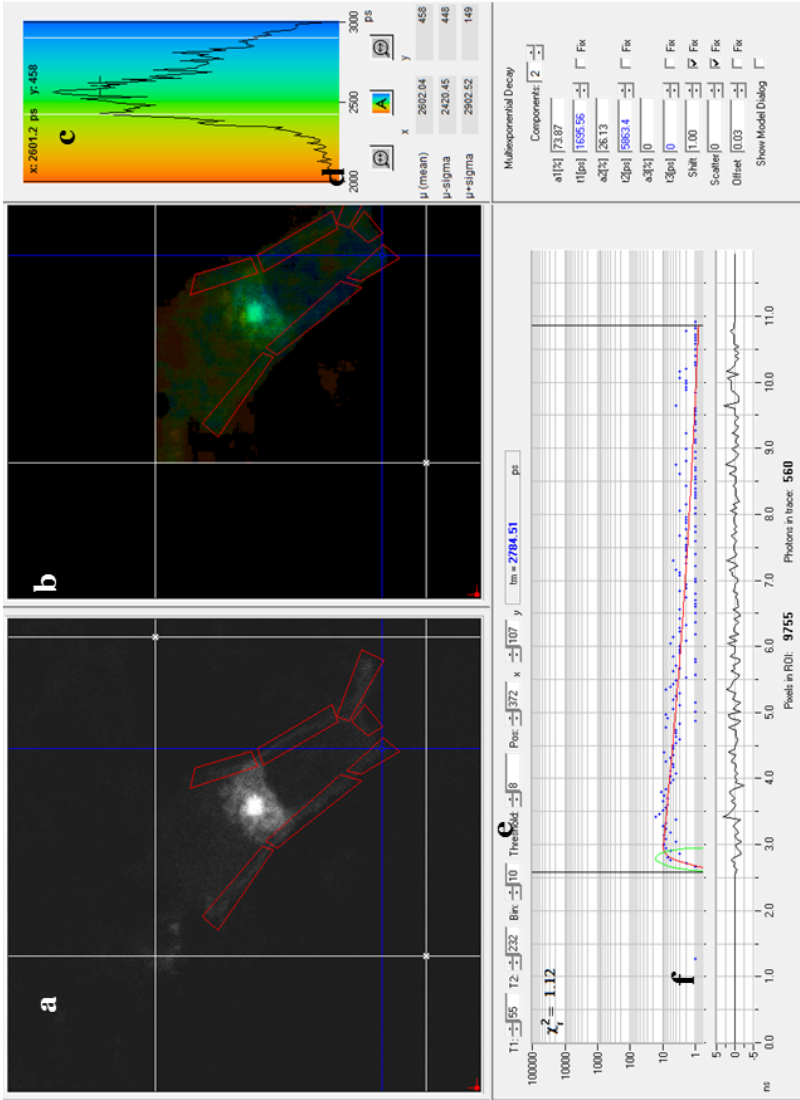 a
b
c
x: 2601.2 ps y: 458
2000
2500
3000
ps
d
A
x
y
μ (mean)
2602.04
458
μ-sigma
2420.45
448
μ+sigma
2902.52
149
T1:
55
T2:
232
Bin:
10
Threshold:
8
Pos:
372
x
107
y
tm = 2784.51
ps
e
χr² = 1.12
100000
10000
1000
100
10
1
f
5
0
-5
ns
0.0
1.0
2.0
3.0
4.0
5.0
6.0
7.0
8.0
9.0
10.0
11.0
Pixels in ROI: 9755
Photons in trace: 560
Multiexponential Decay
Components: 2
a1[%] 73.87
t1[ps] 1695.56 Fix
a2[%] 26.13
t2[ps] 5863.4 Fix
a3[%] 0
t3[ps] 0 Fix
Shift 1.00 Fix
Scatter 0 Fix
Offset 0.03 Fix
Show Model Dialog